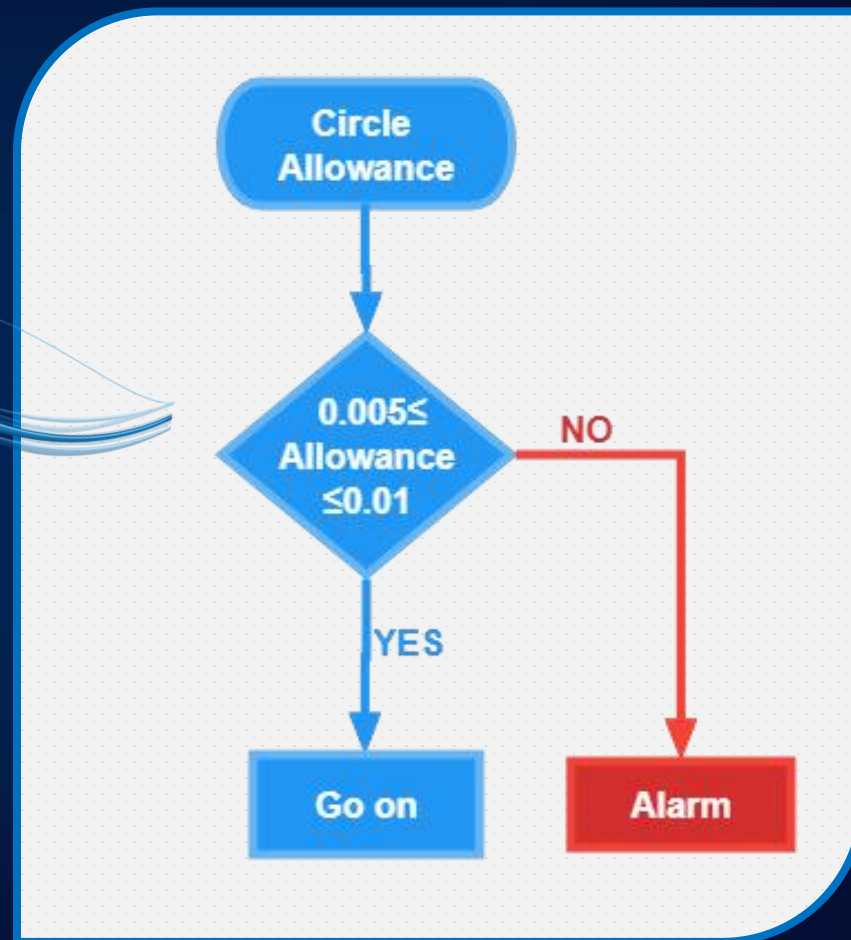 Circle
Allowance
0.005≤
Allowance
≤0.01
NO
YES
Go on
Alarm